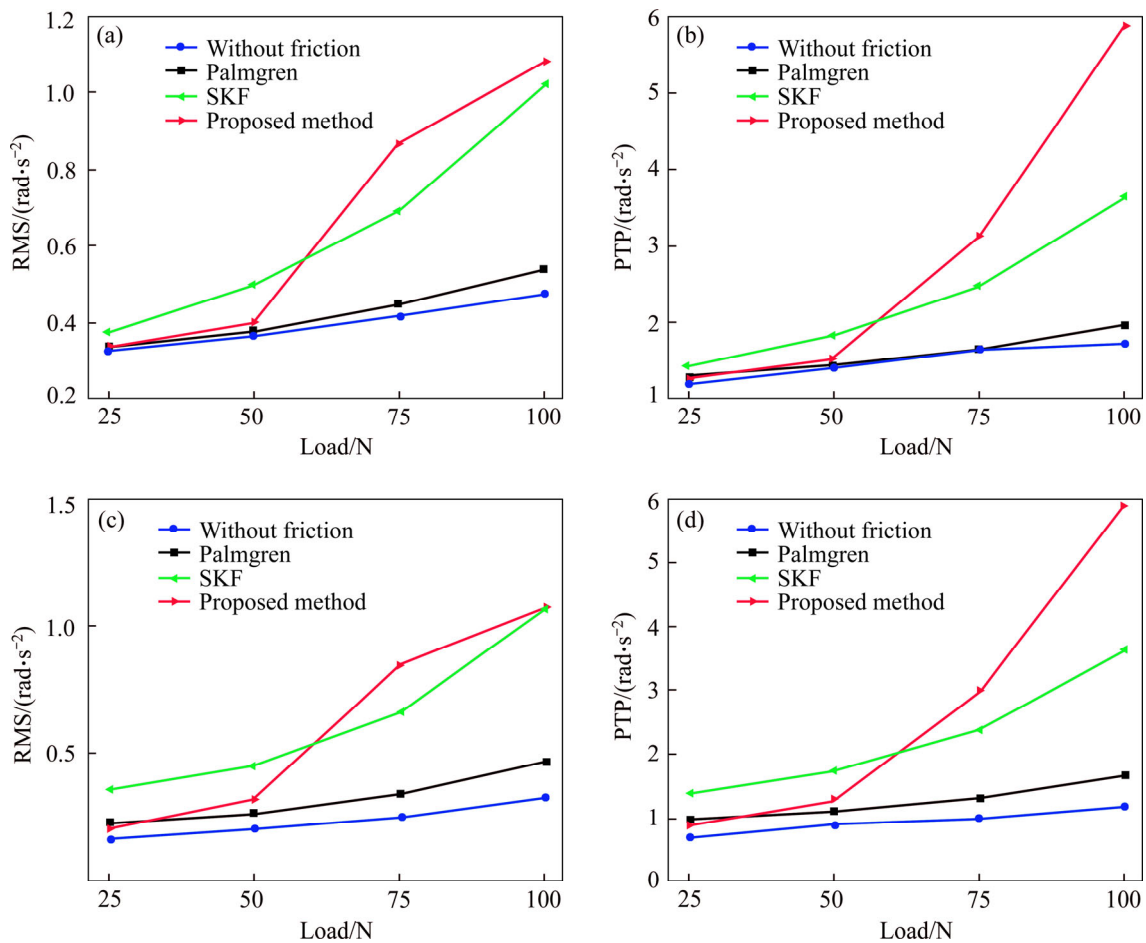 (a)
Without friction
Palmgren
SKF
Proposed method
1.2
1.0
0.8
0.6
0.4
0.2
RMS/(rad·s⁻²)
25 50 75 100
Load/N
(b)
Without friction
Palmgren
SKF
Proposed method
6
5
4
3
2
1
PTP/(rad·s⁻²)
25 50 75 100
Load/N
(c)
Without friction
Palmgren
SKF
Proposed method
1.5
1.0
0.5
RMS/(rad·s⁻²)
25 50 75 100
Load/N
(d)
Without friction
Palmgren
SKF
Proposed method
6
5
4
3
2
1
0
PTP/(rad·s⁻²)
25 50 75 100
Load/N